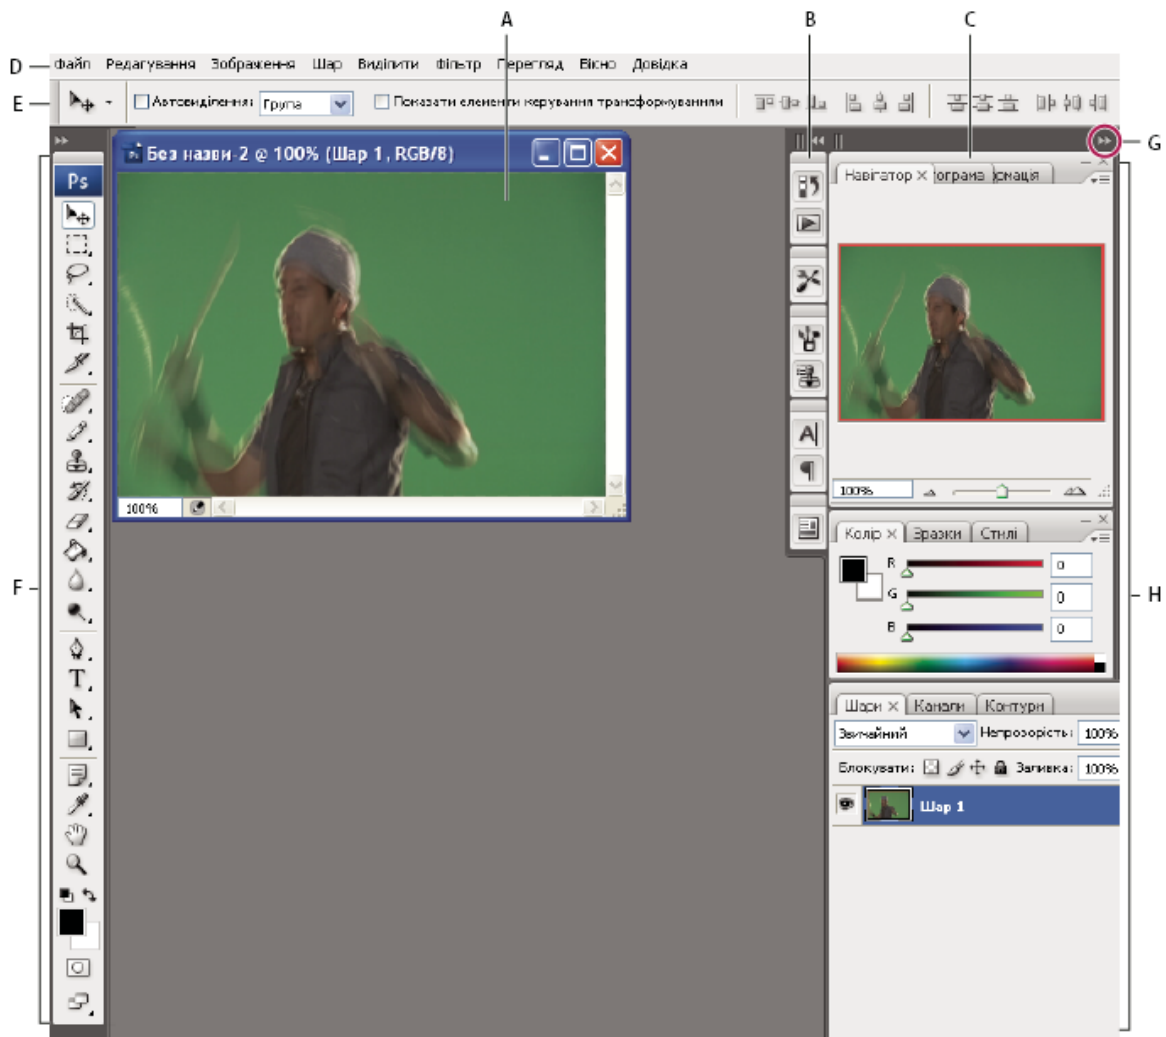 A B C
D Файл Редагування Зображення Шар Виділити Фільтр Перегляд Вікно Довідка
E Автовиділення: Група Показати елементи керування трансформуванням
G
Без назви-2 @ 100% (Шар 1, RGB/8)
Ps
Навігатор ограма рмація
100%
100%
Колір Зразки Стилі
R 0
G 0
B 0
F
H
T
A
Шари Канали Контури
Звичайний Непрозорість: 100%
Блокувати: Заливка: 100%
Шар 1